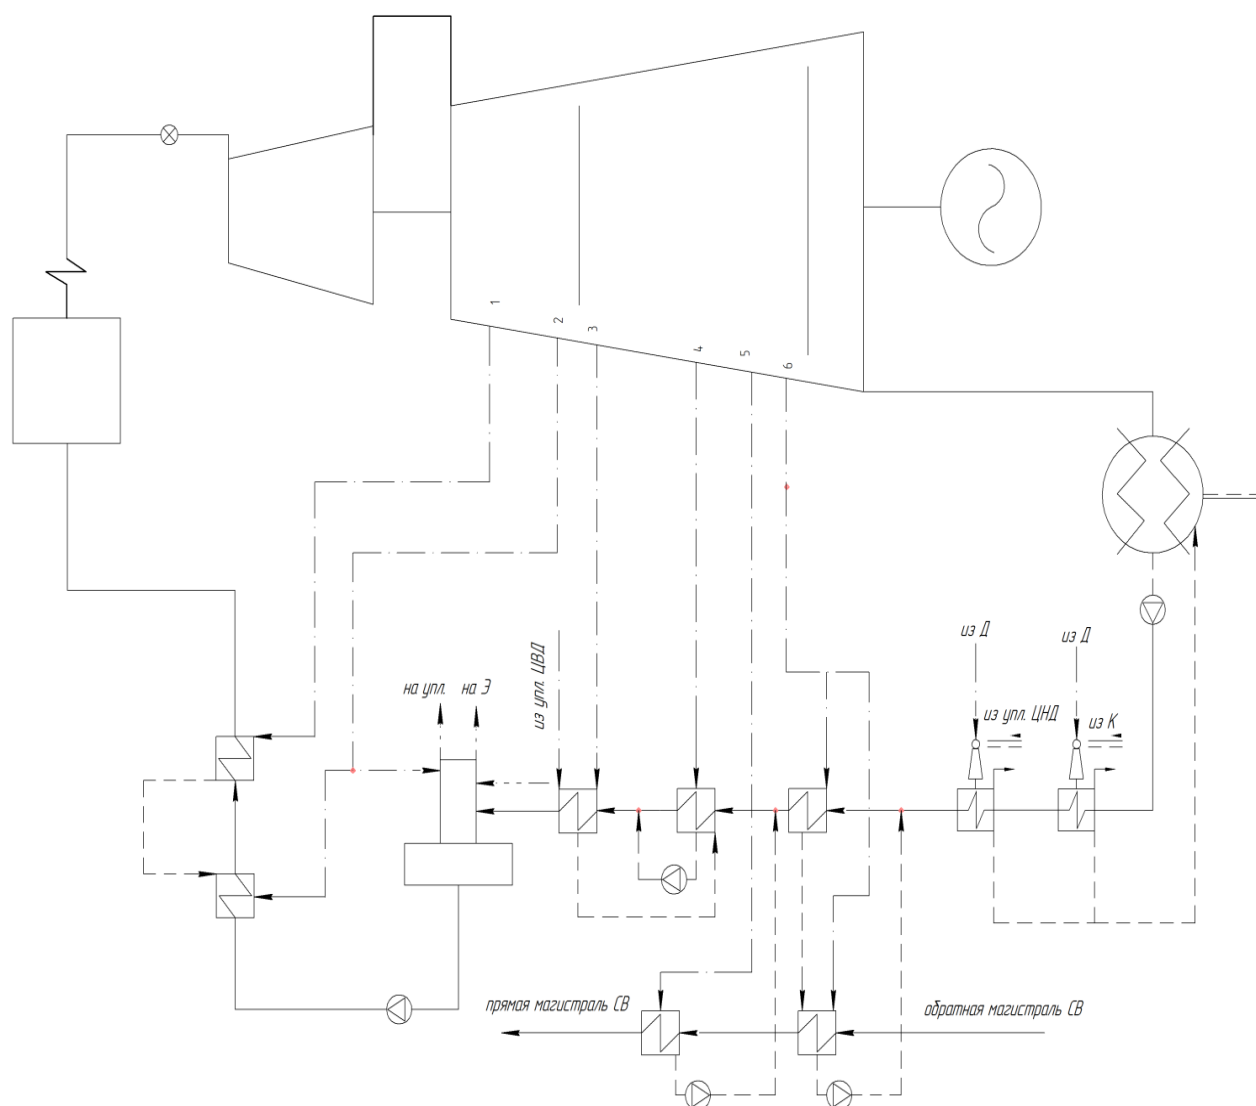 1
2
3
4
5
6
из Д
из Д
из упл. ЦВД
на упл.
на Э
из упл. ЦНД
из К
прямая магистраль СВ
обратная магистраль СВ